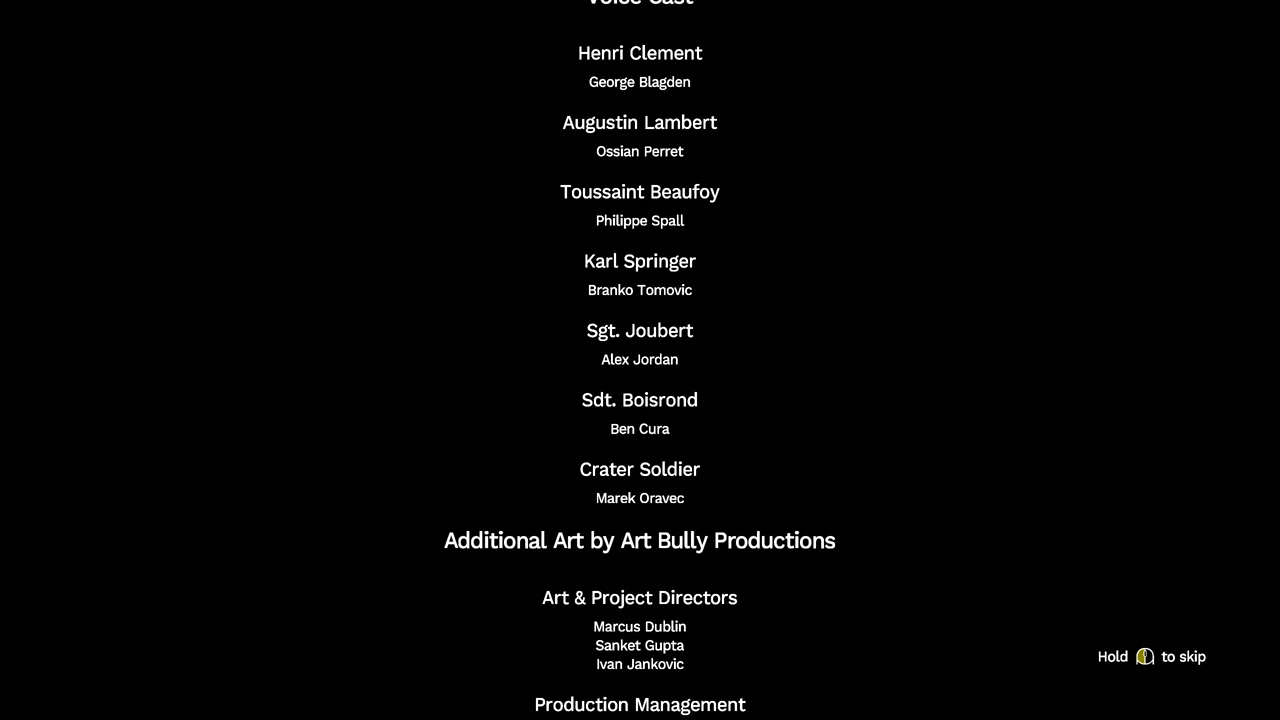 Voice Cast
Henri Clement
George Blagden
Augustin Lambert
Ossian Perret
Toussaint Beaufoy
Philippe Spall
Karl Springer
Branko Tomovic
Sgt. Joubert
Alex Jordan
Sdt. Boisrond
Ben Cura
Crater Soldier
Marek Oravec
Additional Art by Art Bully Productions
Art & Project Directors
Marcus Dublin
Sanket Gupta
Ivan Jankovic
Hold to skip
Production Management